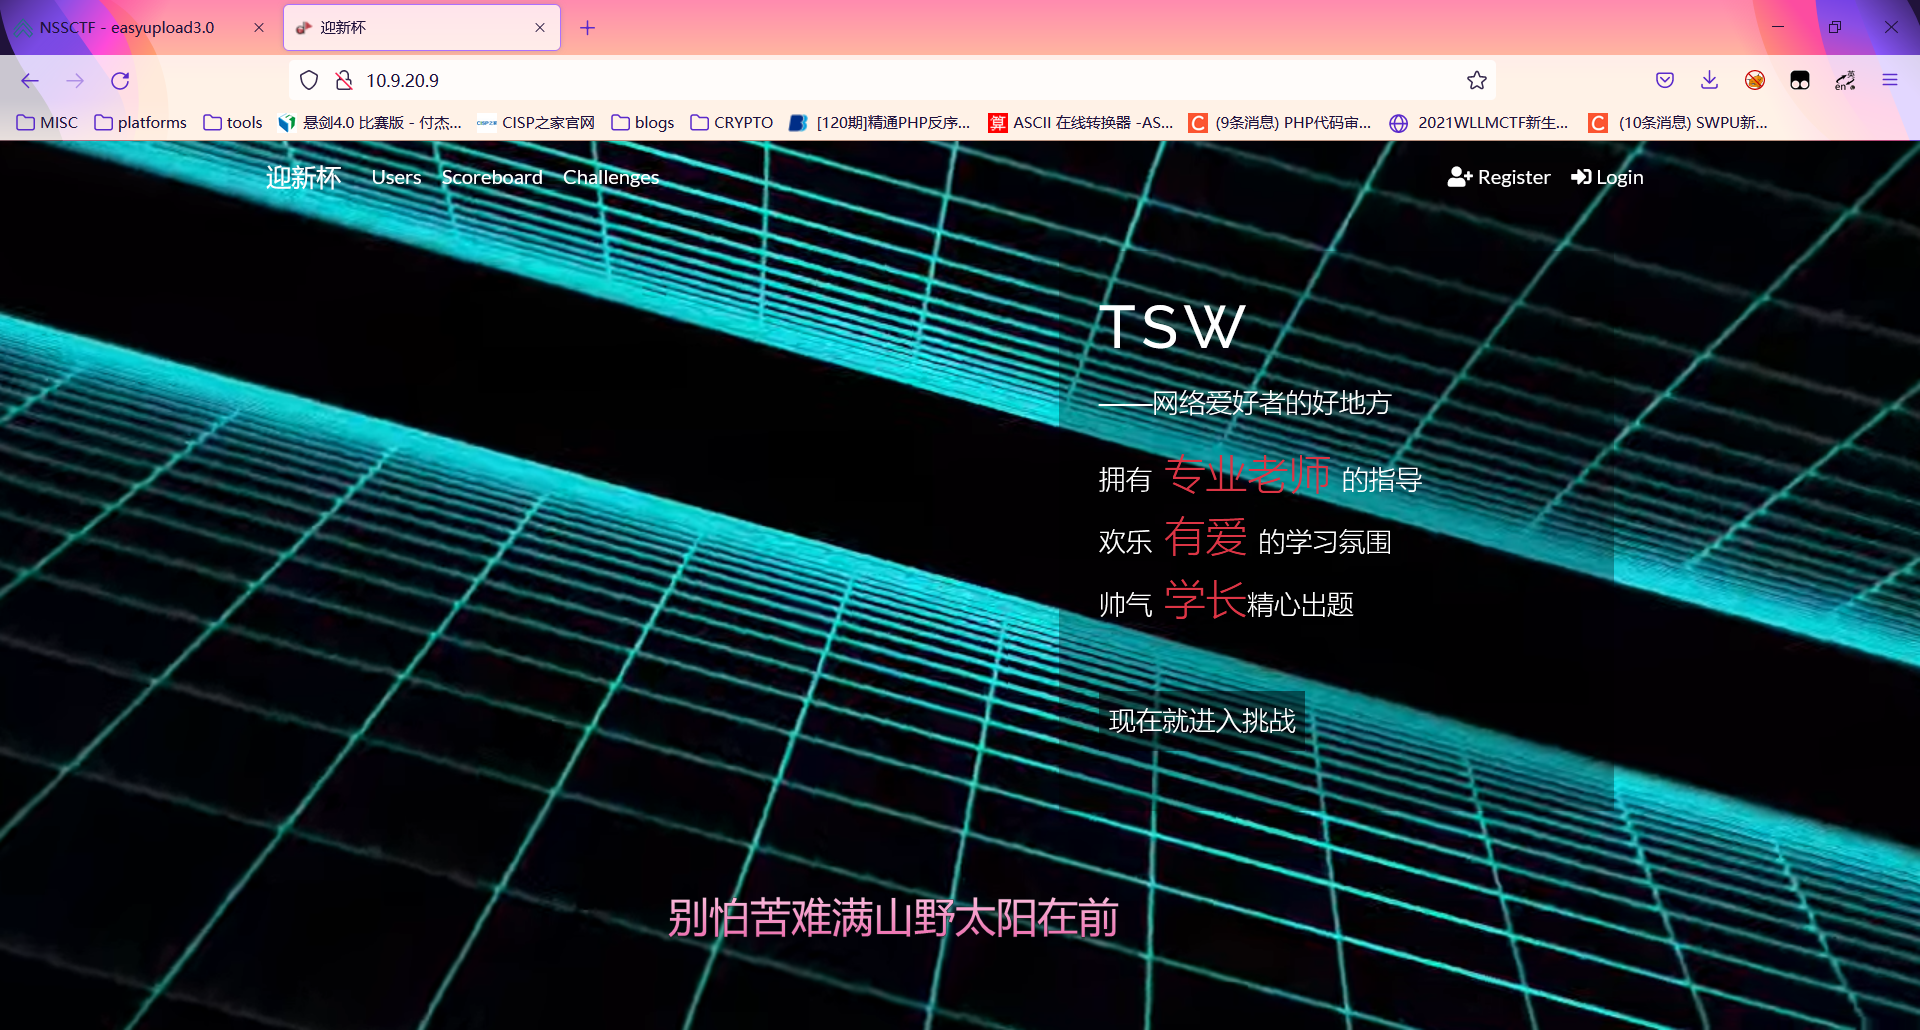 NSSCTF - easyupload3.0
迎新杯
10.9.20.9
MISC
platforms
tools
悬剑4.0 比赛版 - 付杰...
CISP之家官网
blogs
CRYPTO
[120期]精通PHP反序...
算 ASCII 在线转换器 -AS...
C (9条消息) PHP代码审...
2021WLLMCTF新生...
C (10条消息) SWPU新...
迎新杯 Users Scoreboard Challenges Register Login
TSW
——网络爱好者的好地方
拥有 专业老师 的指导
欢乐 有爱 的学习氛围
帅气 学长精心出题
现在就进入挑战
别怕苦难满山野太阳在前